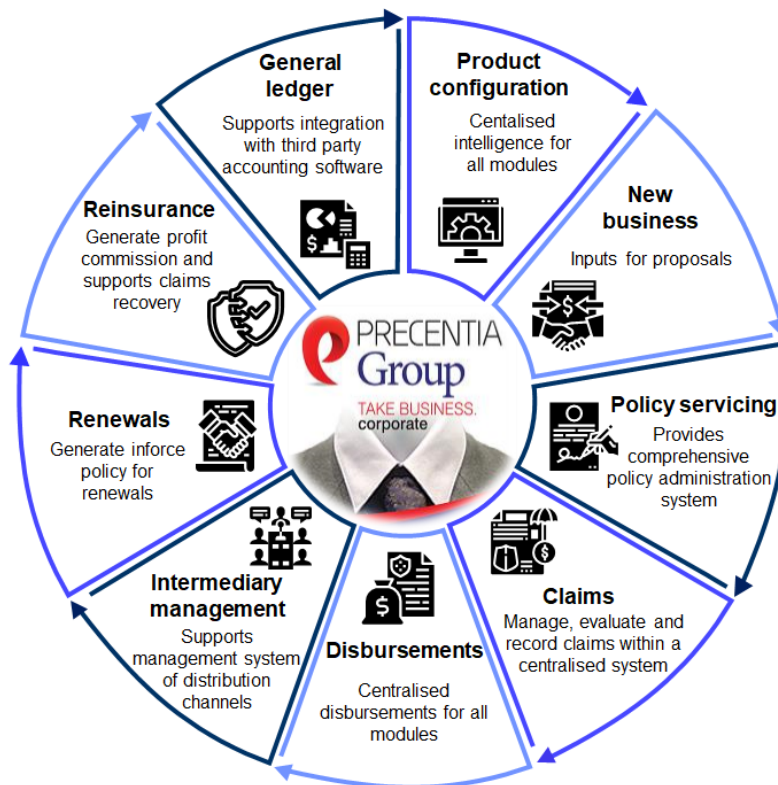 General
ledger
Supports integration
with third party
accounting software
Product
configuration
Centalised
intelligence for
all modules
New
business
Inputs for proposals
Policy servicing
Provides
comprehensive
policy administration
system
Claims
Manage, evaluate and
record claims within a
centralised system
Disbursements
Centralised
disbursements for all
modules
Intermediary
management
Supports
management system
of distribution
channels
Renewals
Generate inforce
policy for
renewals
Reinsurance
Generate profit
commission and
supports claims
recovery
PRECENTIA
Group
TAKE BUSINESS.
corporate